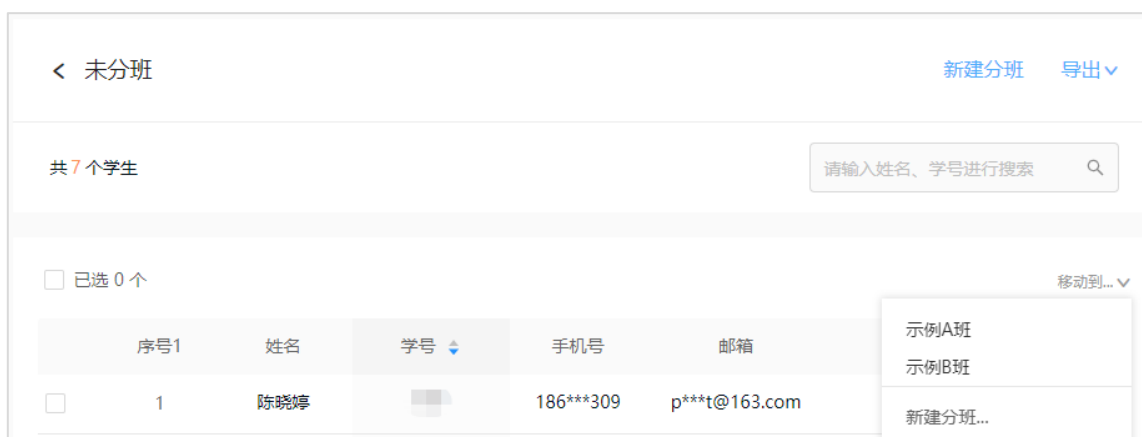 未分班 新建分班 导出
共7个学生 请输入姓名、学号进行搜索
已选 0 个 移动到...
示例A班
序号1 姓名 学号 手机号 邮箱
示例B班
1 陈晓婷 186***309 p***t@163.com
新建分班...